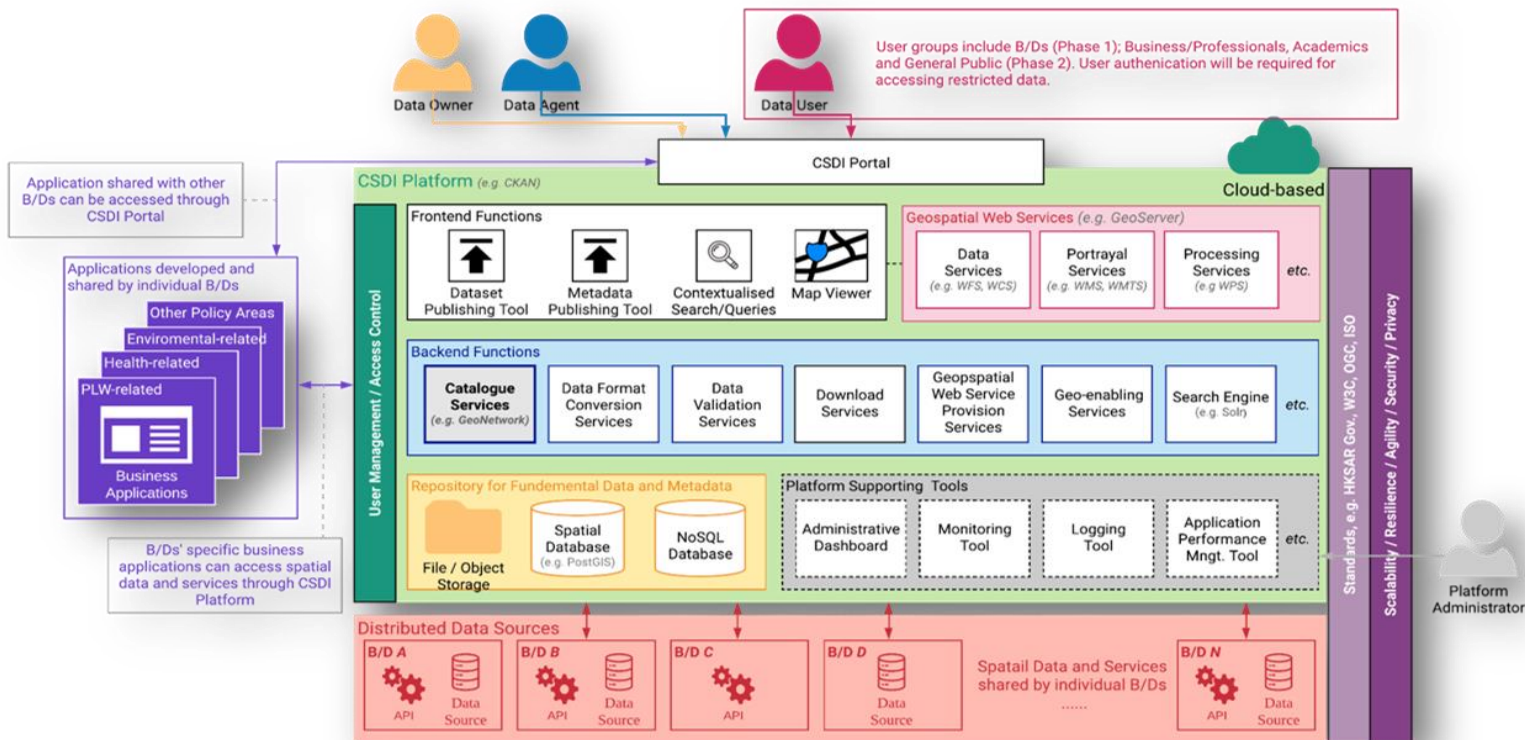 Data Owner
Data Agent
Data User
User groups include B/Ds (Phase 1); Business/Professionals, Academics
and General Public (Phase 2). User authenication will be required for
accessing restricted data.
CSDI Portal
Cloud-based
CSDI Platform (e.g. CKAN)
Application shared with other
B/Ds can be accessed through
CSDI Portal
Applications developed and
shared by individual B/Ds
Other Policy Areas
Enviromental-related
Health-related
PLW-related
Business
Applications
B/Ds' specific business
applications can access spatial
data and services through CSDI
Platform
User Management / Access Control
Frontend Functions
Dataset
Publishing Tool
Metadata
Publishing Tool
Contextualised
Search/Queries
Map Viewer
Geospatial Web Services (e.g. GeoServer)
Data
Services
(e.g. WFS, WCS)
Portrayal
Services
(e.g. WMS, WMTS)
Processing
Services
(e.g WPS)
etc.
Backend Functions
Catalogue
Services
(e.g. GeoNetwork)
Data Format
Conversion
Services
Data
Validation
Services
Download
Services
Geopspatial
Web Service
Provision
Services
Geo-enabling
Services
Search Engine
(e.g. Solr)
etc.
Repository for Fundemental Data and Metadata
File / Object
Storage
Spatial
Database
(e.g. PostGIS)
NoSQL
Database
Platform Supporting Tools
Administrative
Dashboard
Monitoring
Tool
Logging
Tool
Application
Performance
Mngt. Tool
etc.
Standards, e.g. HKSAR Gov., W3C, OGC, ISO
Scalability / Resilience / Agility / Security / Privacy
Platform
Administrator
Distributed Data Sources
B/D A
API
Data
Source
B/D B
API
Data
Source
B/D C
API
B/D D
Data
Source
Spatail Data and Services
shared by individual B/Ds
......
B/D N
API
Data
Source